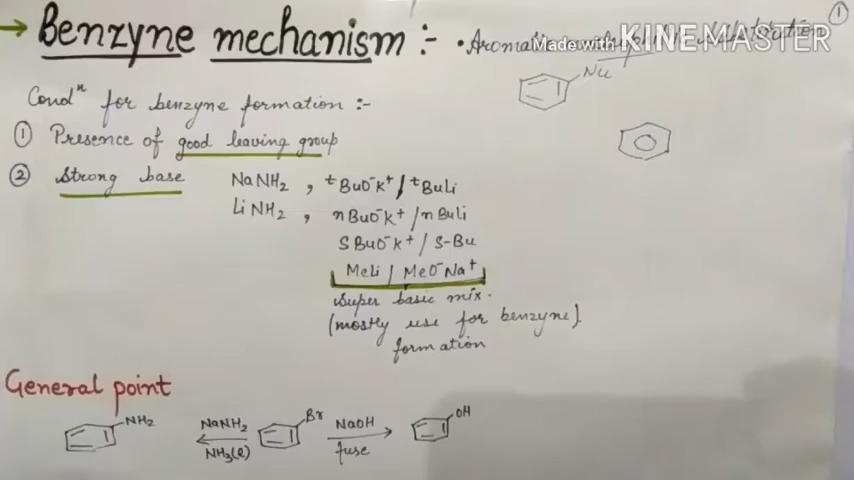 → Benzyne mechanism :- • Aromatic
Made with KINEMASTER
①
Nu
Condⁿ for benzyne formation :-
① Presence of good leaving group
② Strong base NaNH₂ , ᵗBuO⁻K⁺ / ᵗBuLi
LiNH₂ , nBuO⁻K⁺ / nBuLi
SBuO⁻K⁺ / S-Bu
MeLi / MeO⁻Na⁺
Super basic mix.
(mostly use for benzyne)
formation
General point
NH₂ NaNH₂ NH₃(l) Br NaOH fuse OH